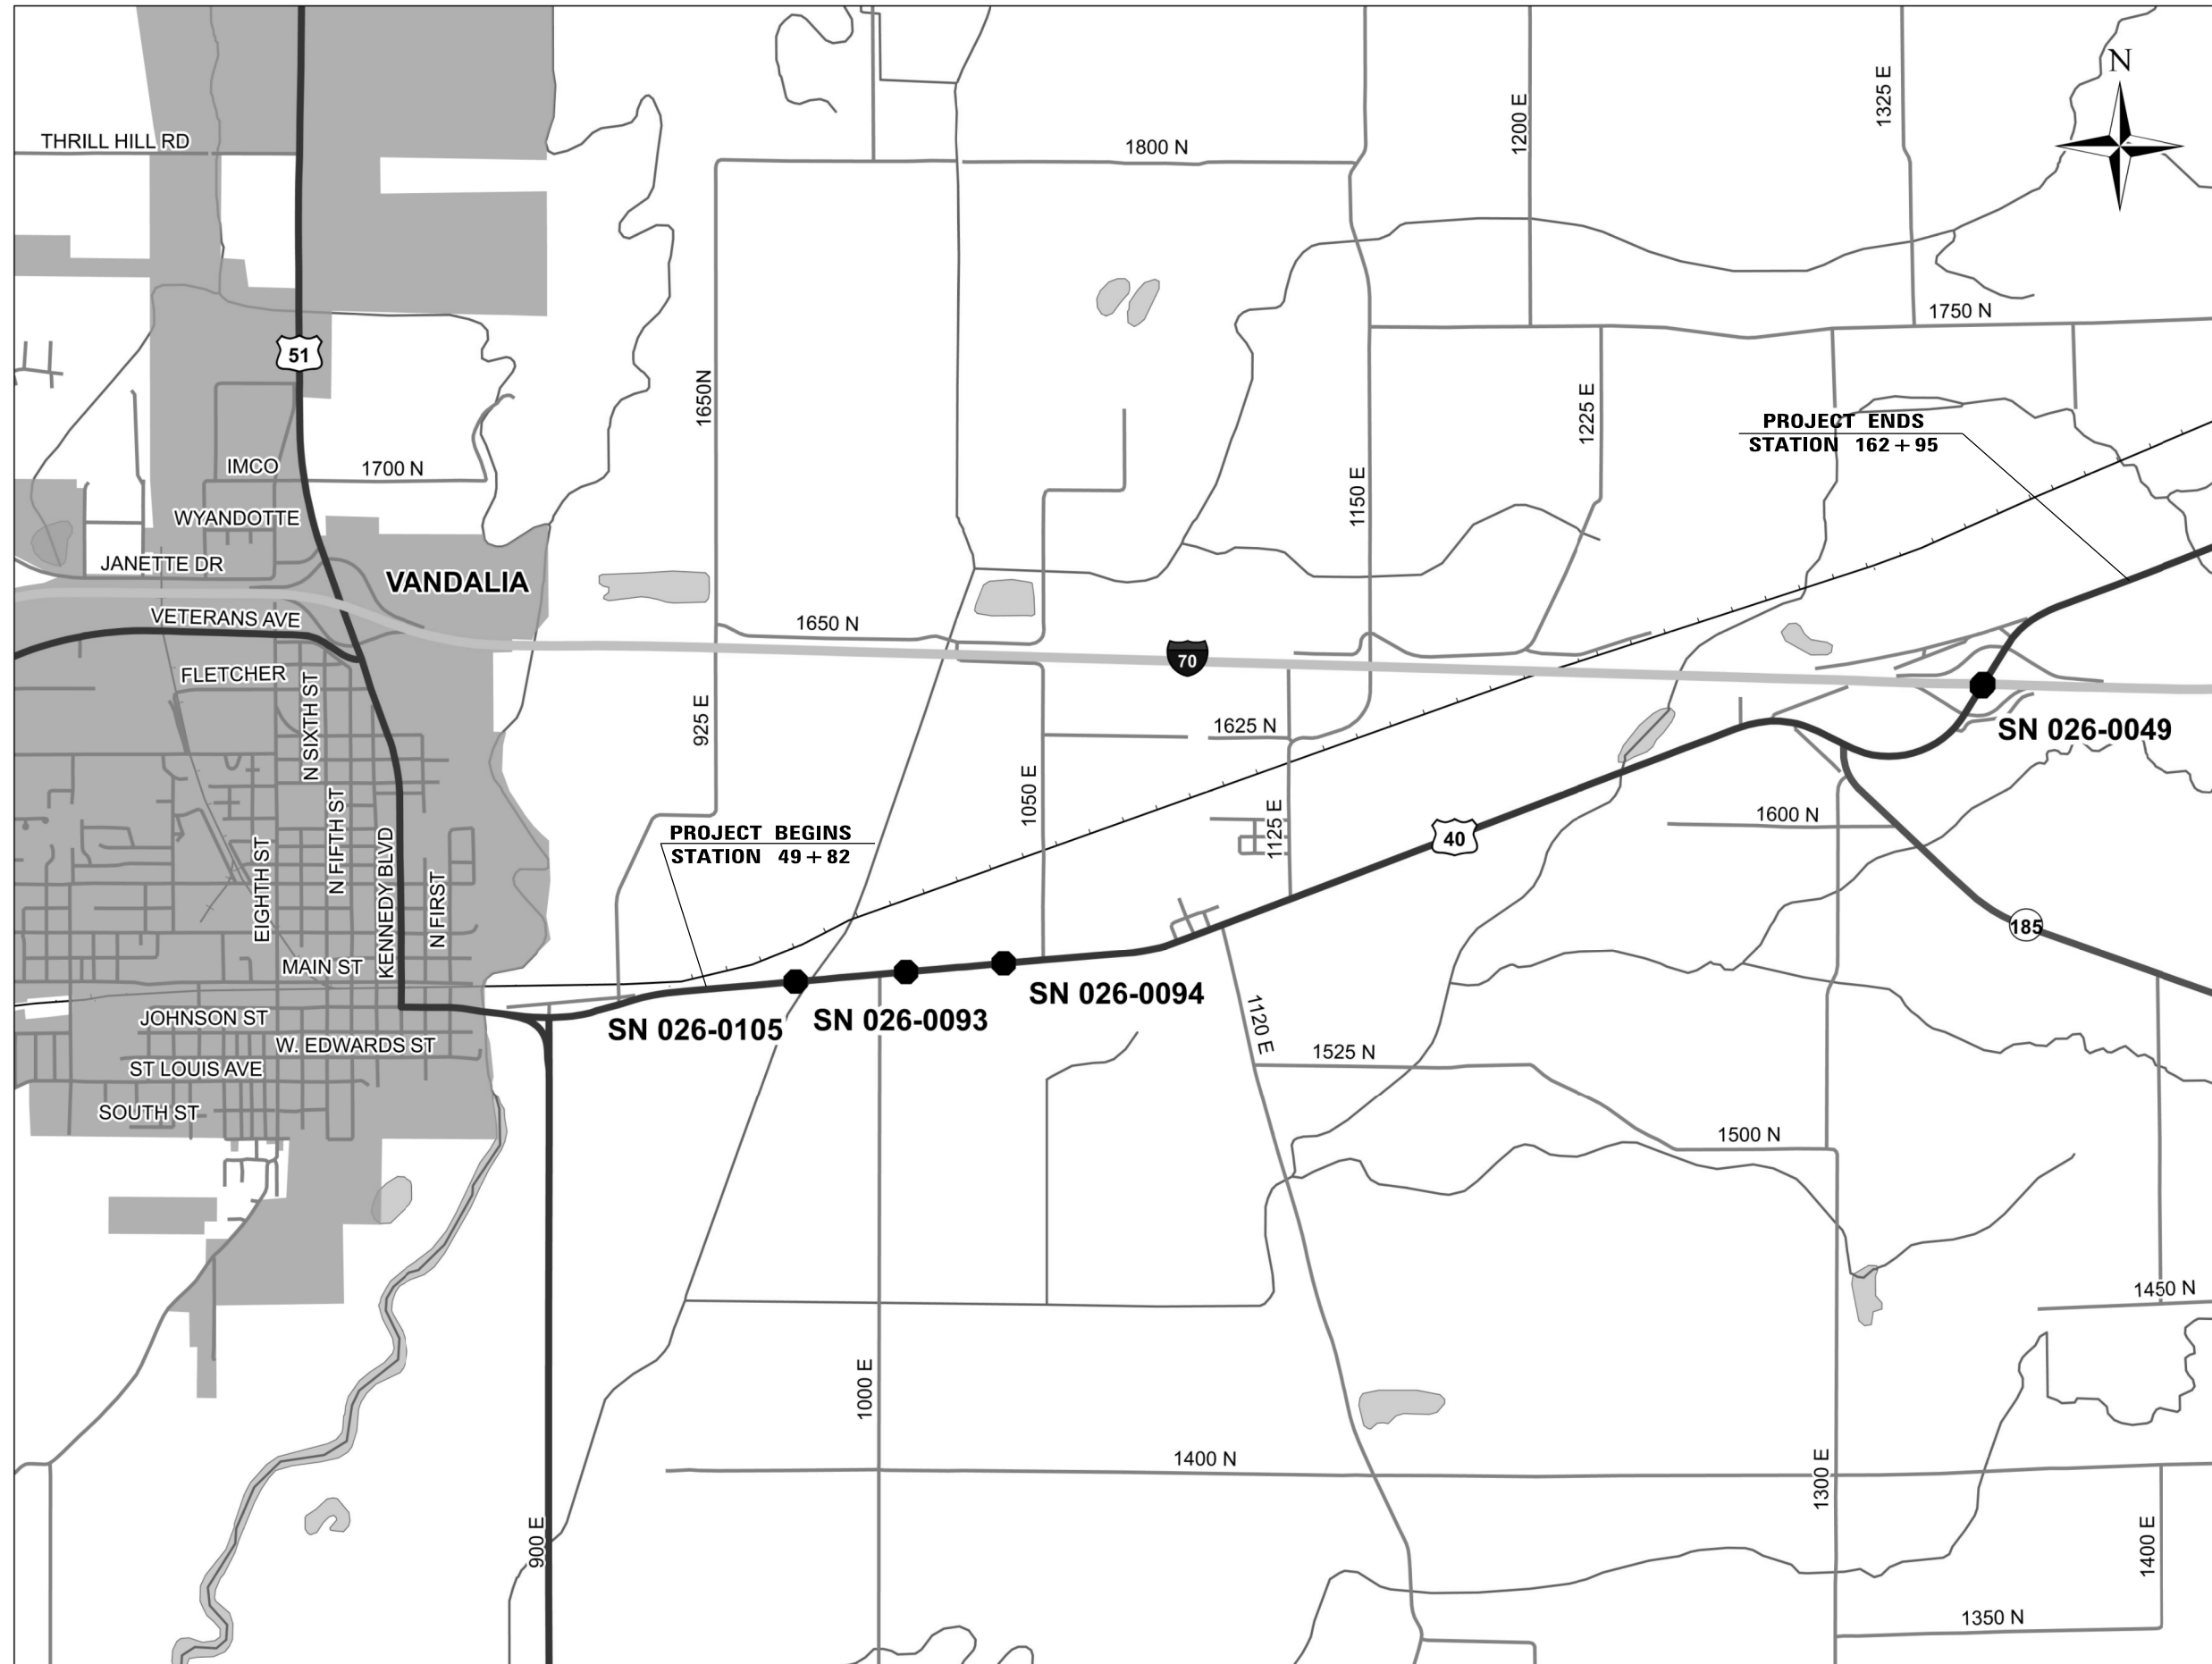 N
THRILL HILL RD
1800 N
1200 E
1325 E
1750 N
51
1650N
1225 E
PROJECT ENDS
STATION 162 + 95
IMCO
1700 N
1150 E
WYANDOTTE
JANETTE DR
VANDALIA
VETERANS AVE
1650 N
70
FLETCHER
N SIXTH ST
925 E
1625 N
SN 026-0049
1050 E
1125 E
1600 N
40
PROJECT BEGINS
STATION 49 + 82
N FIFTH ST
EIGHTH ST
KENNEDY BLVD
N FIRST
185
MAIN ST
SN 026-0094
SN 026-0093
SN 026-0105
JOHNSON ST
W. EDWARDS ST
1120 E
1525 N
ST LOUIS AVE
SOUTH ST
1500 N
1450 N
1000 E
1400 N
1300 E
900 E
1400 E
1350 N